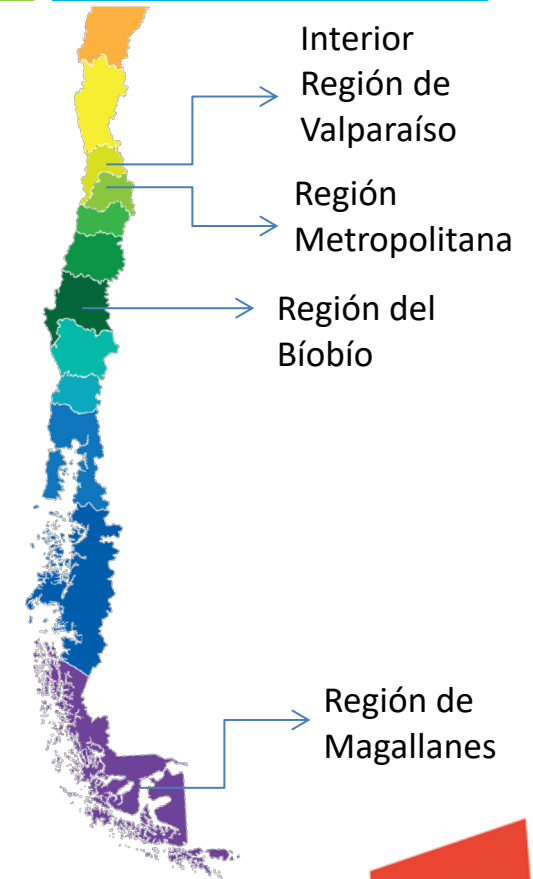 Interior
Región de
Valparaíso
Región
Metropolitana
Región del
Bíobío
Región de
Magallanes